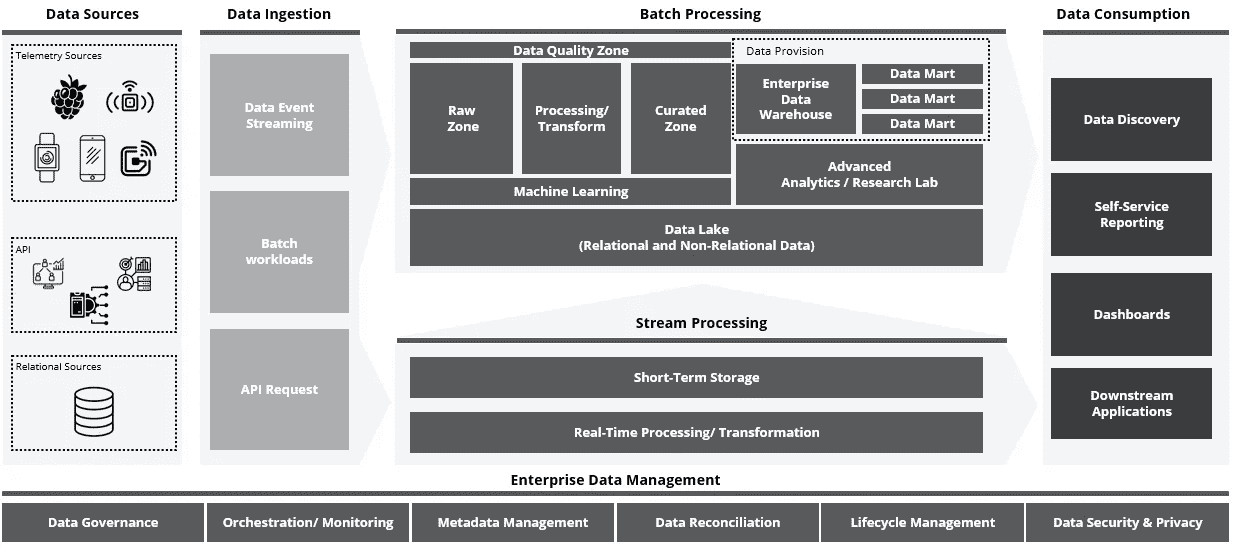 Data Sources
Telemetry Sources
API
Relational Sources
Data Ingestion
Data Event
Streaming
Batch
workloads
API Request
Batch Processing
Data Quality Zone
Raw
Zone
Processing/
Transform
Curated
Zone
Machine Learning
Data Provision
Enterprise
Data
Warehouse
Data Mart
Data Mart
Data Mart
Advanced
Analytics / Research Lab
Data Lake
(Relational and Non-Relational Data)
Stream Processing
Short-Term Storage
Real-Time Processing/ Transformation
Data Consumption
Data Discovery
Self-Service
Reporting
Dashboards
Downstream
Applications
Enterprise Data Management
Data Governance
Orchestration/ Monitoring
Metadata Management
Data Reconciliation
Lifecycle Management
Data Security & Privacy